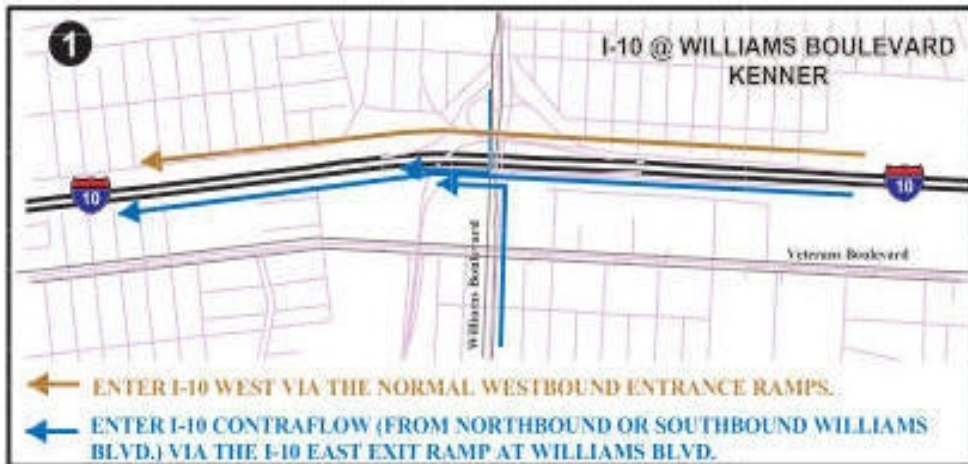 1
I-10 @ WILLIAMS BOULEVARD
KENNER
10
10
Veterans Boulevard
Williams Boulevard
ENTER I-10 WEST VIA THE NORMAL WESTBOUND ENTRANCE RAMPS.
ENTER I-10 CONTRAFLOW (FROM NORTHBOUND OR SOUTHBOUND WILLIAMS
BLVD.) VIA THE I-10 EAST EXIT RAMP AT WILLIAMS BLVD.